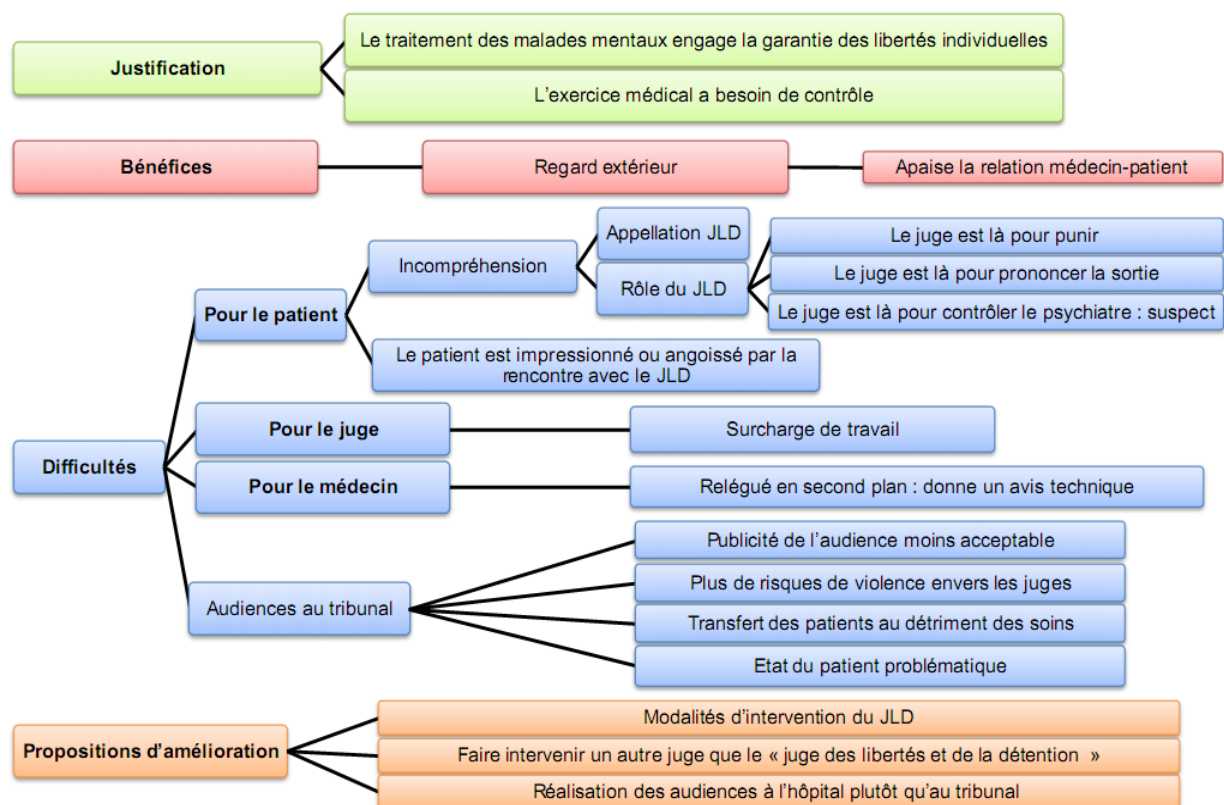 Justification
Le traitement des malades mentaux engage la garantie des libertés individuelles
L'exercice médical a besoin de contrôle
Bénéfices
Regard extérieur
Apaise la relation médecin-patient
Difficultés
Pour le patient
Incompréhension
Appellation JLD
Rôle du JLD
Le juge est là pour punir
Le juge est là pour prononcer la sortie
Le juge est là pour contrôler le psychiatre : suspect
Le patient est impressionné ou angoissé par la
rencontre avec le JLD
Pour le juge
Surcharge de travail
Pour le médecin
Relégué en second plan : donne un avis technique
Audiences au tribunal
Publicité de l'audience moins acceptable
Plus de risques de violence envers les juges
Transfert des patients au détriment des soins
Etat du patient problématique
Propositions d'amélioration
Modalités d'intervention du JLD
Faire intervenir un autre juge que le « juge des libertés et de la détention »
Réalisation des audiences à l'hôpital plutôt qu'au tribunal